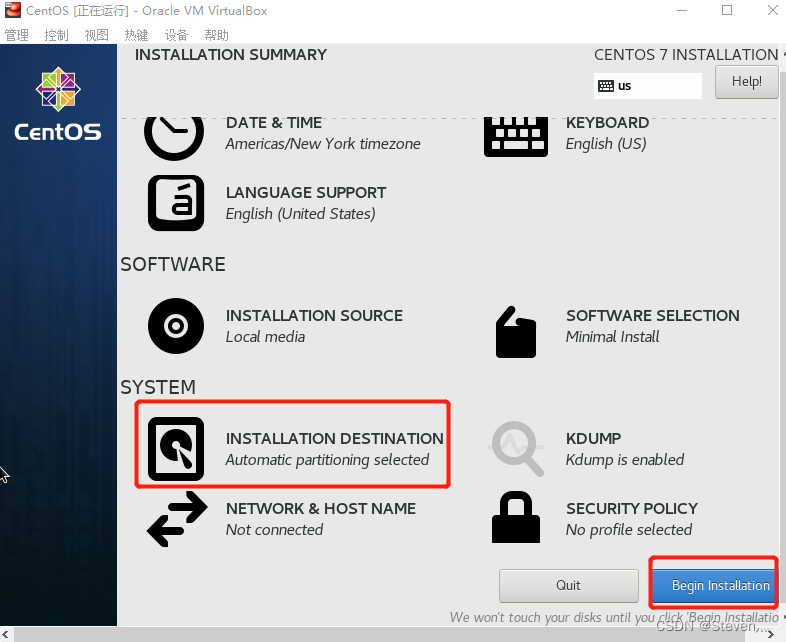 CentOS [正在运行] - Oracle VM VirtualBox
管理 控制 视图 热键 设备 帮助
INSTALLATION SUMMARY
CENTOS 7 INSTALLATION
us
Help!
CentOS
DATE & TIME
Americas/New York timezone
KEYBOARD
English (US)
LANGUAGE SUPPORT
English (United States)
SOFTWARE
INSTALLATION SOURCE
Local media
SOFTWARE SELECTION
Minimal Install
SYSTEM
INSTALLATION DESTINATION
Automatic partitioning selected
KDUMP
Kdump is enabled
NETWORK & HOST NAME
Not connected
SECURITY POLICY
No profile selected
Quit
Begin Installation
We won't touch your disks until you click 'Begin Installatio
CSDN @Steven